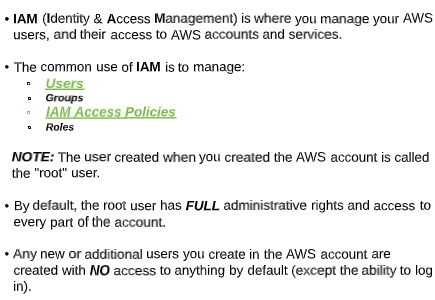 • IAM (Identity & Access Management) is where you manage your AWS
users, and their access to AWS accounts and services.
• The common use of IAM is to manage:
▫ Users
▫ Groups
▫ IAM Access Policies
▫ Roles
NOTE: The user created when you created the AWS account is called
the "root" user.
• By default, the root user has FULL administrative rights and access to
every part of the account.
• Any new or additional users you create in the AWS account are
created with NO access to anything by default (except the ability to log
in).